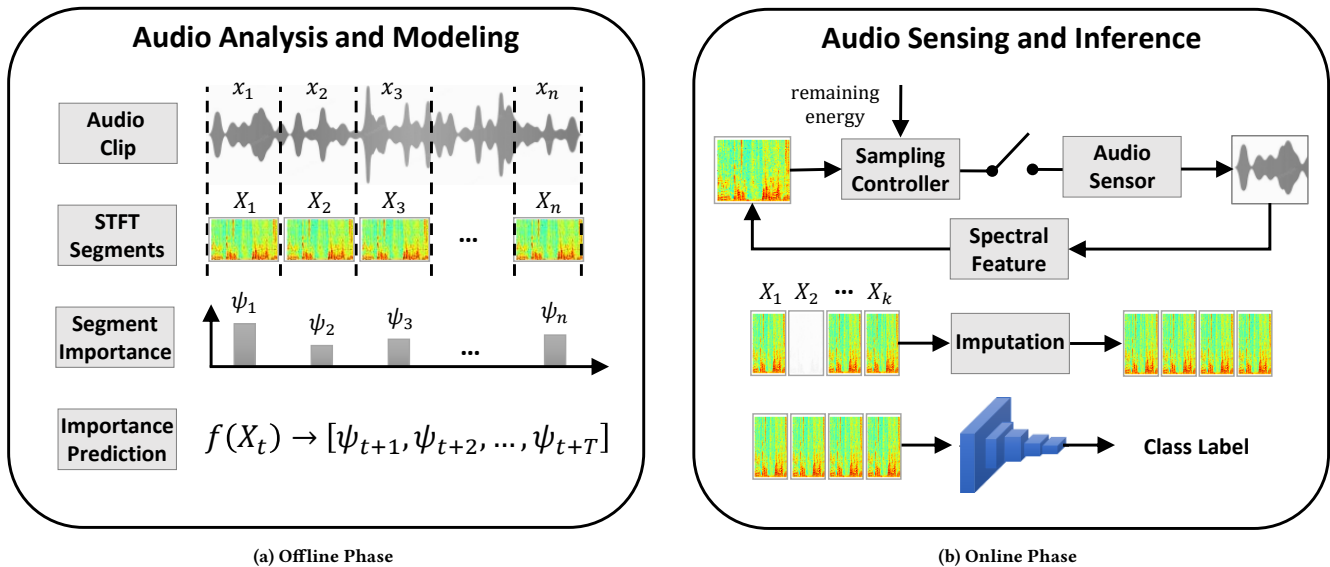 Audio Analysis and Modeling
Audio
Clip
x₁ x₂ x₃ xₙ
STFT
Segments
X₁ X₂ X₃ Xₙ
...
Segment
Importance
ψ₁ ψ₂ ψ₃ ... ψₙ
Importance
Prediction
f(Xₜ) → [ψₜ₊₁, ψₜ₊₂, ... , ψₜ₊T]
(a) Offline Phase
Audio Sensing and Inference
remaining
energy
Sampling
Controller
Audio
Sensor
Spectral
Feature
X₁ X₂ ... Xₖ
Imputation
Class Label
(b) Online Phase